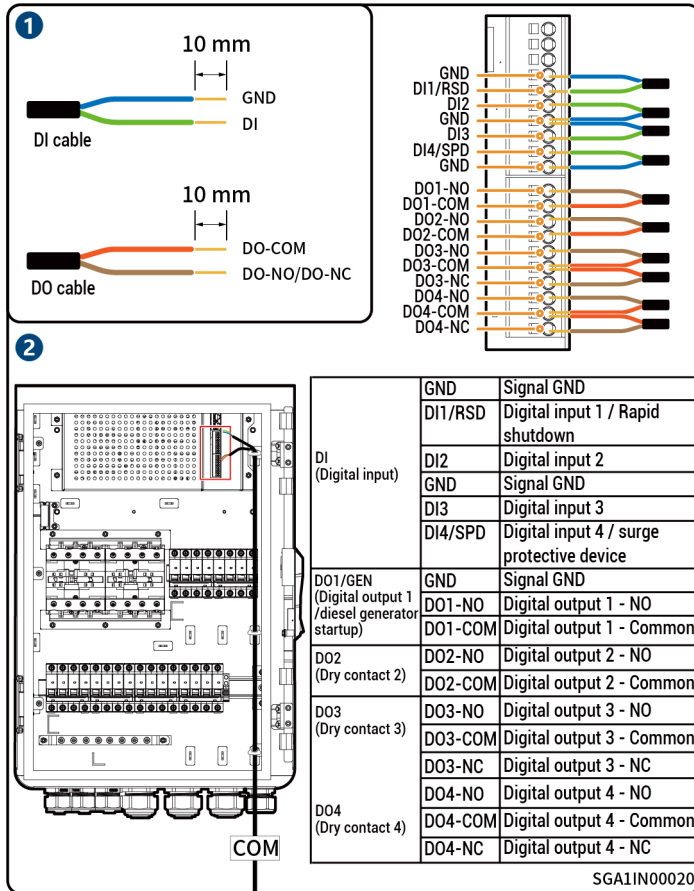 1
10 mm
GND
DI
DI cable
10 mm
DO-COM
DO-NO/DO-NC
DO cable
GND
DI1/RSD
DI2
GND
DI3
DI4/SPD
GND
DO1-NO
DO1-COM
DO2-NO
DO2-COM
DO3-NO
DO3-COM
DO3-NC
DO4-NO
DO4-COM
DO4-NC
2
COM
DI
(Digital input)
GND Signal GND
DI1/RSD Digital input 1 / Rapid
shutdown
DI2 Digital input 2
GND Signal GND
DI3 Digital input 3
DI4/SPD Digital input 4 / surge
protective device
DO1/GEN
(Digital output 1
/diesel generator
startup)
GND Signal GND
DO1-NO Digital output 1 - NO
DO1-COM Digital output 1 - Common
DO2
(Dry contact 2)
DO2-NO Digital output 2 - NO
DO2-COM Digital output 2 - Common
DO3
(Dry contact 3)
DO3-NO Digital output 3 - NO
DO3-COM Digital output 3 - Common
DO3-NC Digital output 3 - NC
DO4
(Dry contact 4)
DO4-NO Digital output 4 - NO
DO4-COM Digital output 4 - Common
DO4-NC Digital output 4 - NC
SGA1IN00020